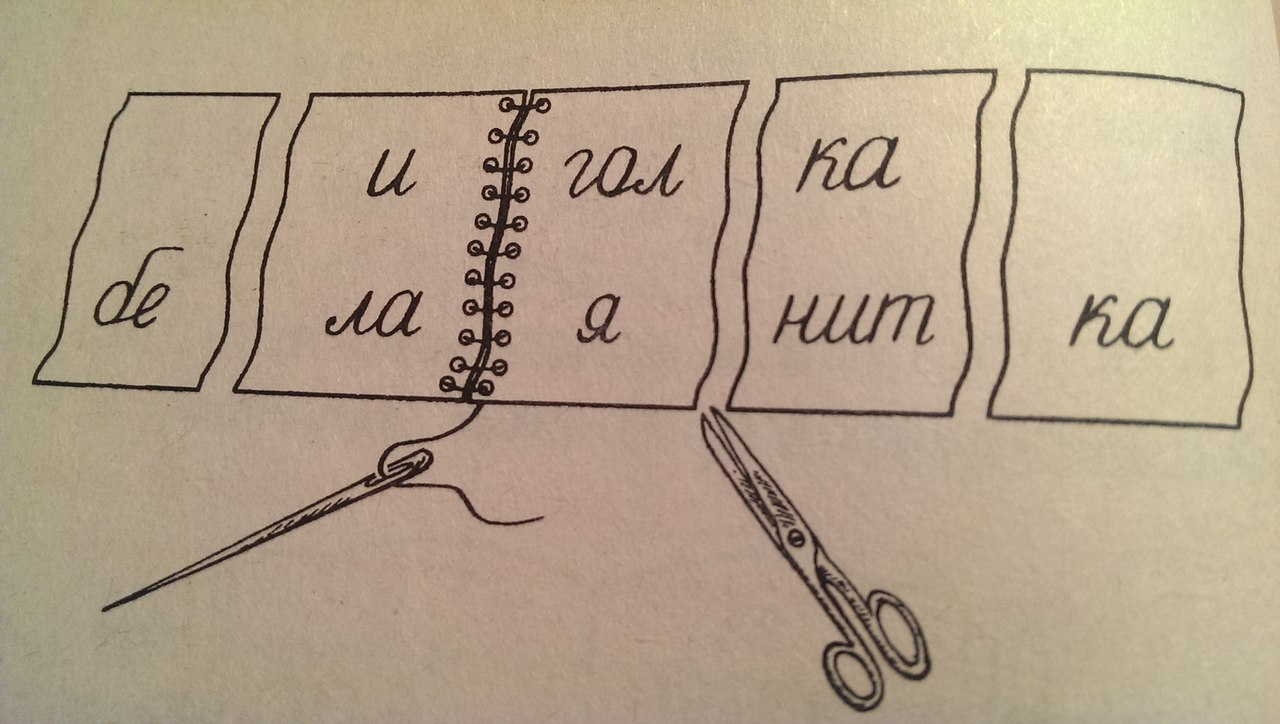 и гол ка
бе ла я нит ка